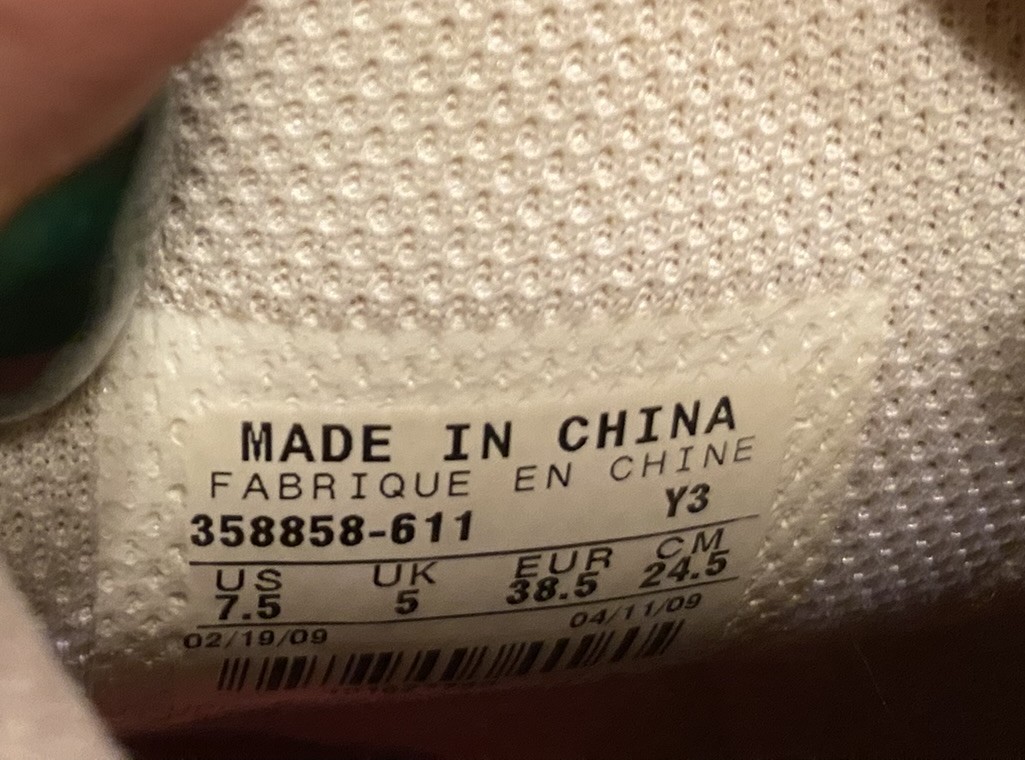 MADE IN CHINA
FABRIQUE EN CHINE
358858-611 Y3
US UK EUR CM
7.5 5 38.5 24.5
02/19/09 04/11/09